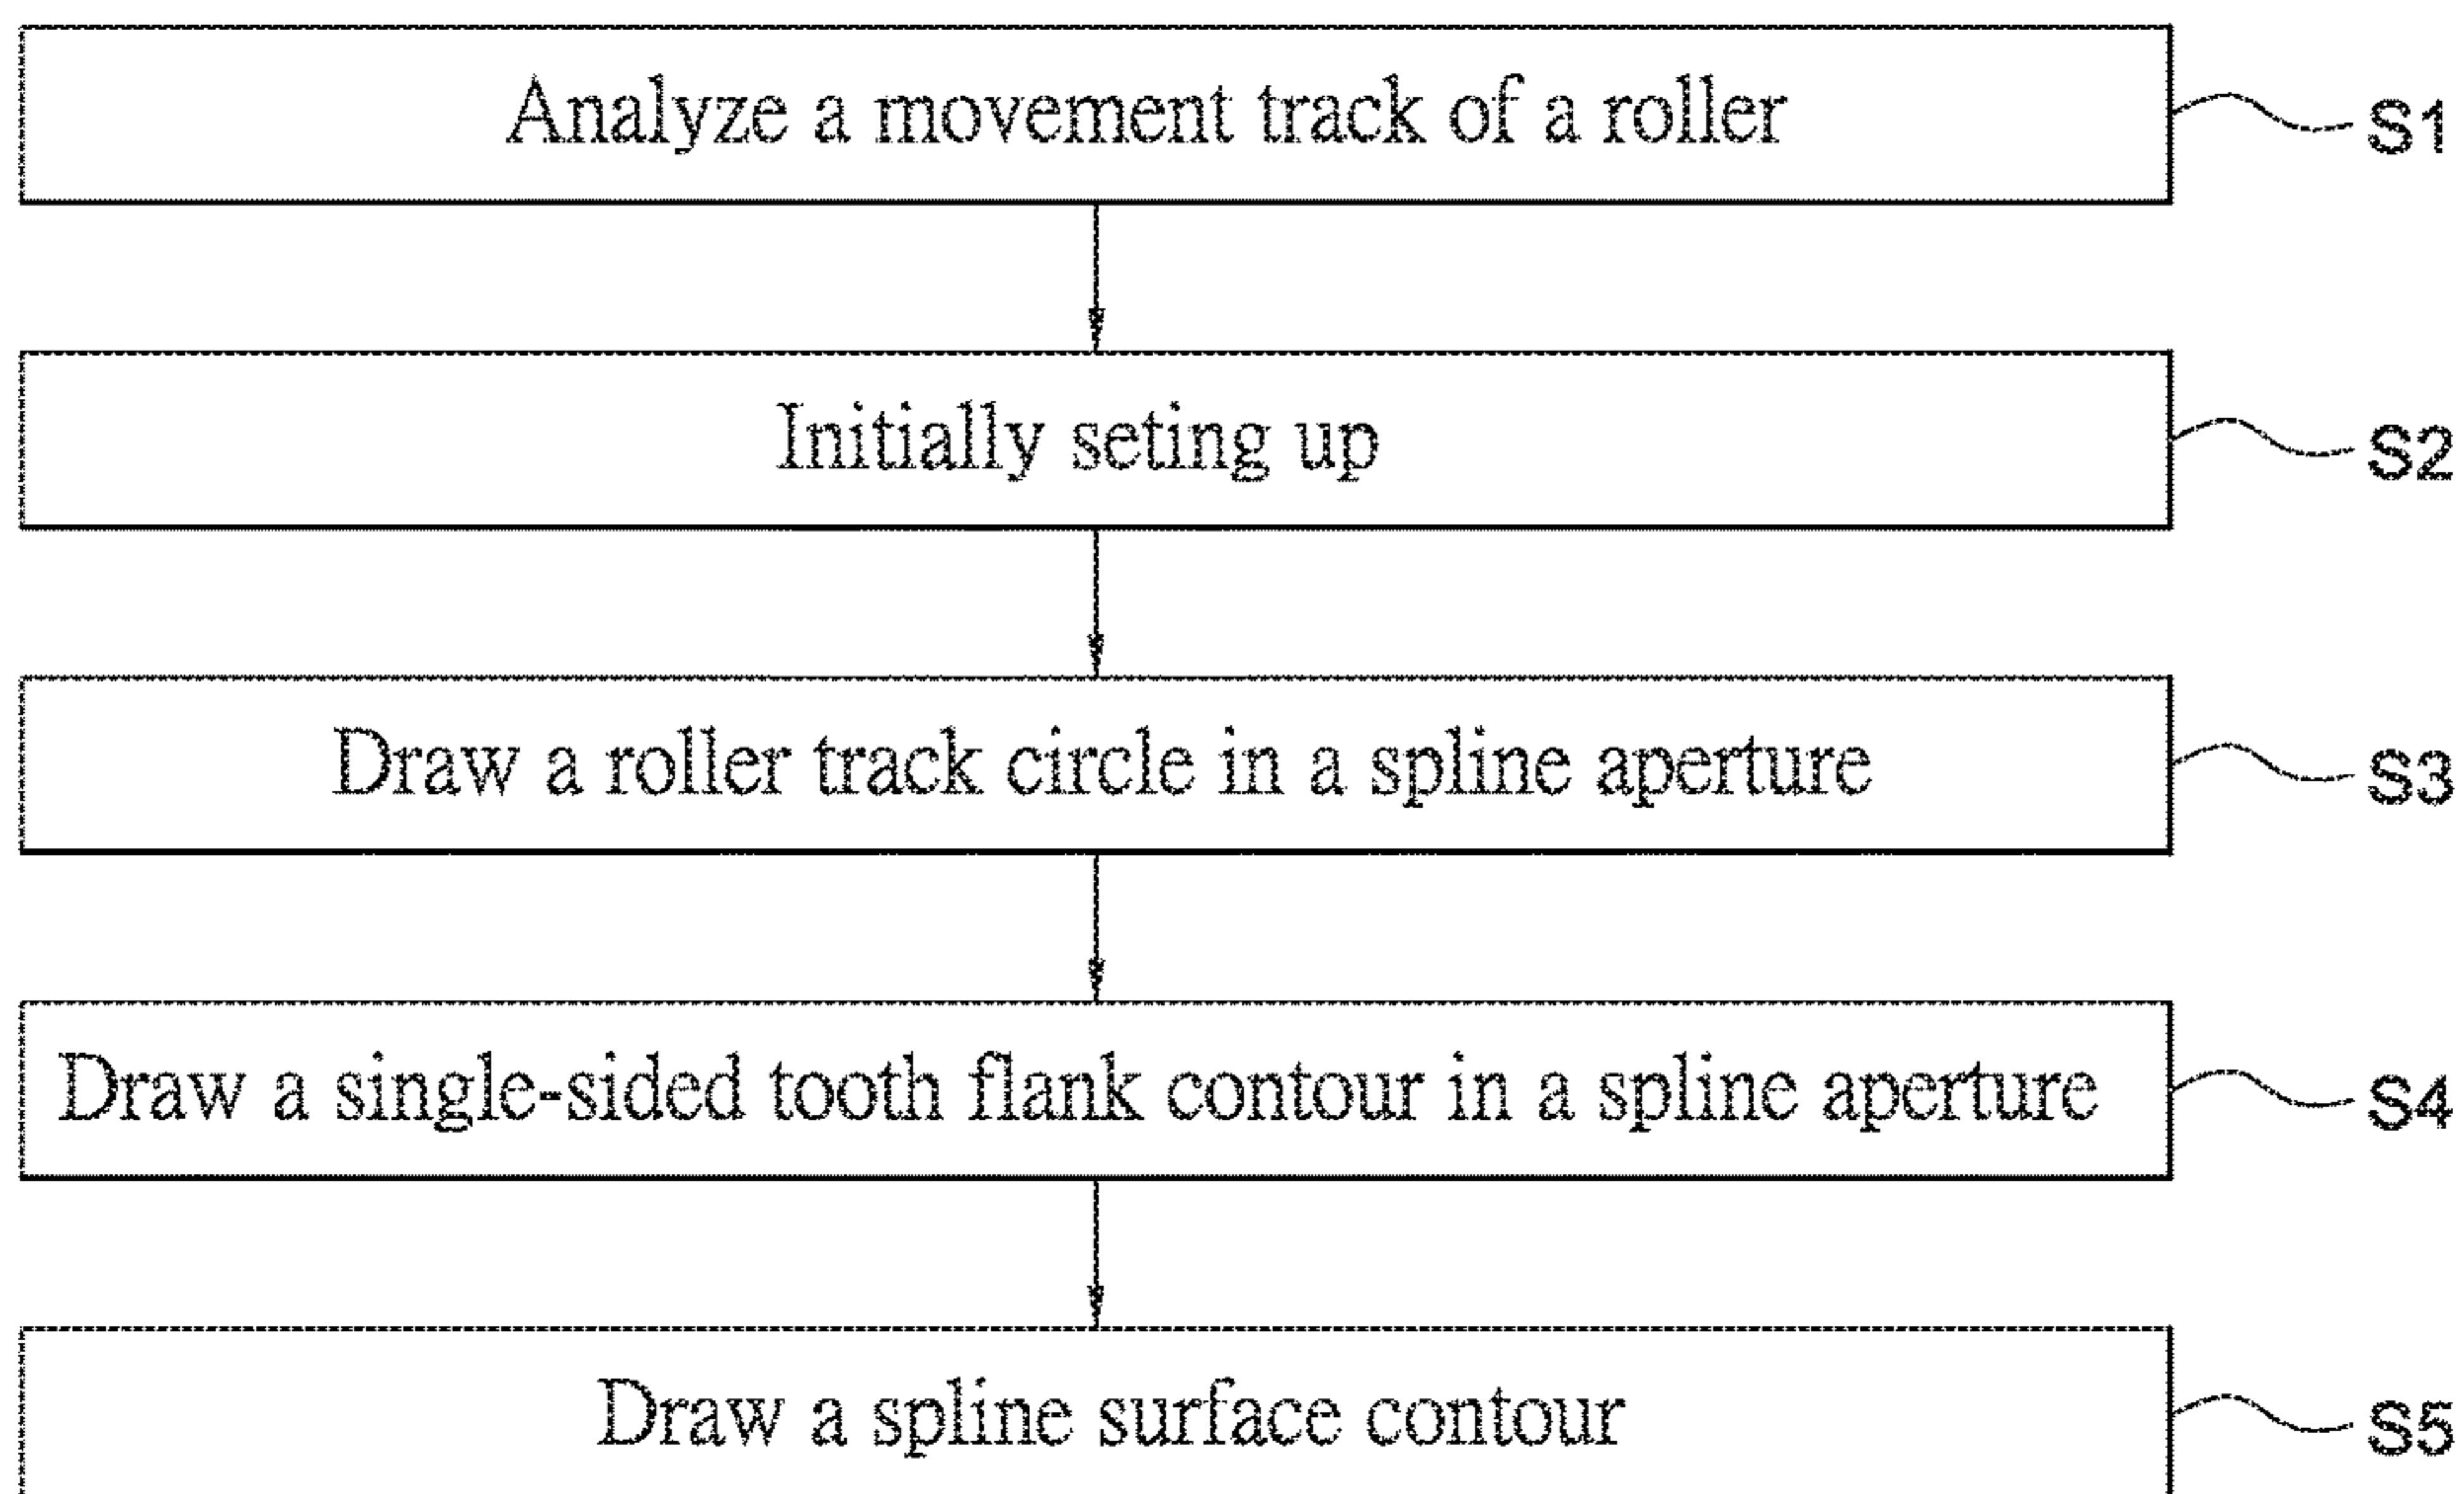 Analyze a movement track of a roller S1
Initially seting up S2
Draw a roller track circle in a spline aperture S3
Draw a single-sided tooth flank contour in a spline aperture S4
Draw a spline surface contour S5